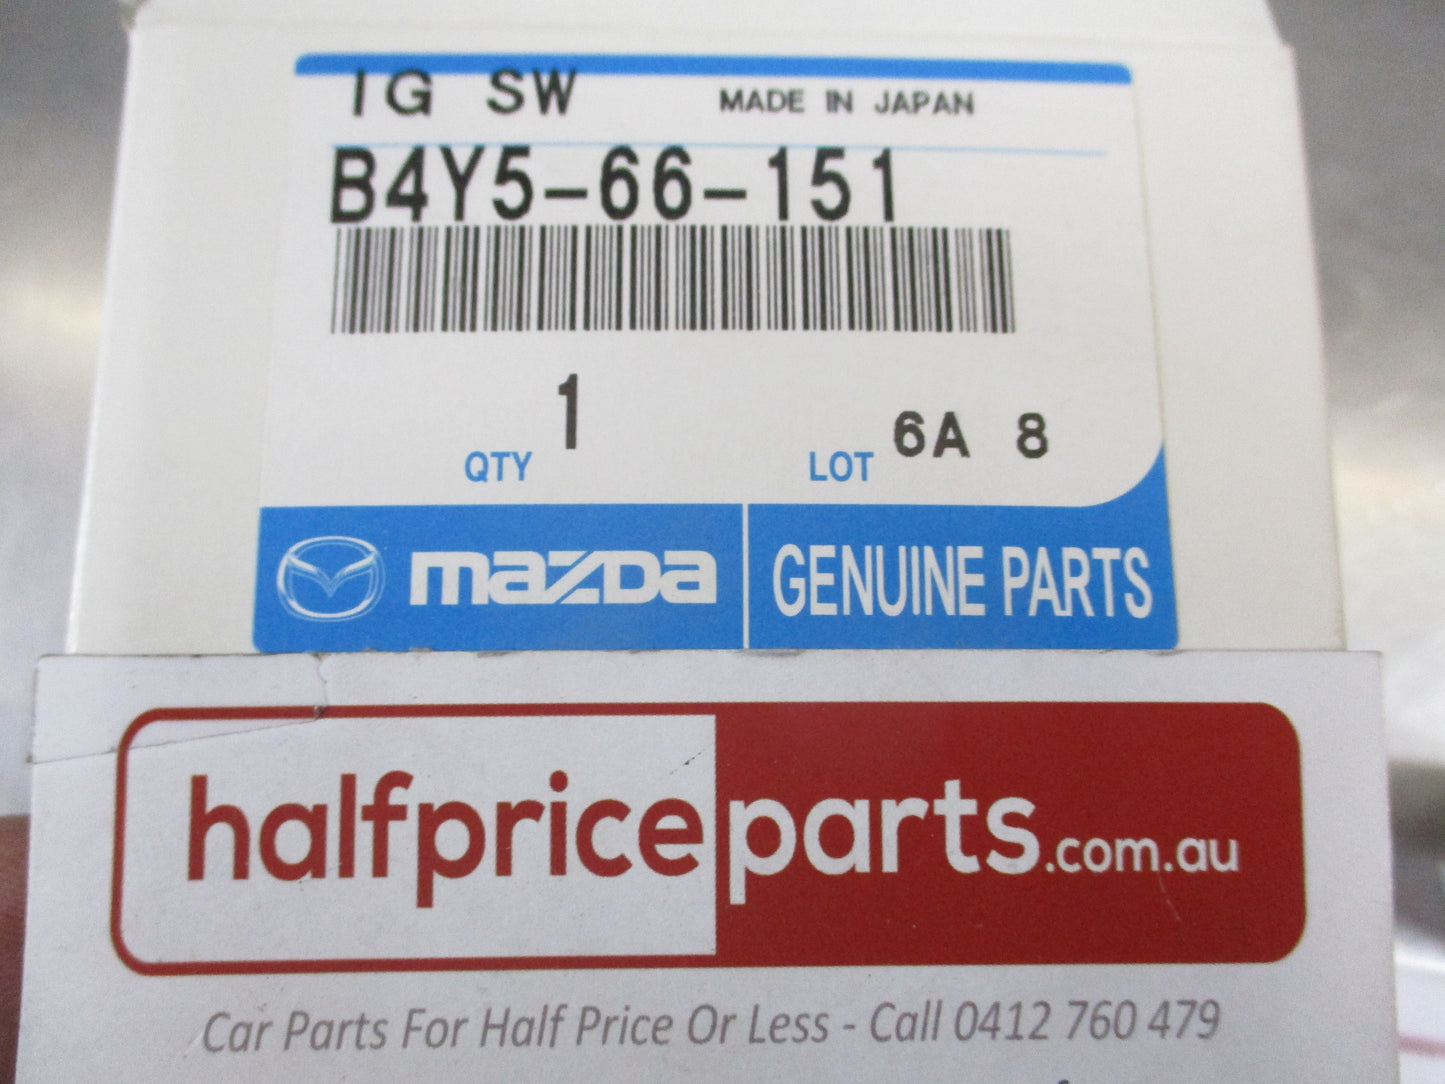 IG SW MADE IN JAPAN
B4Y5-66-151
QTY 1 LOT 6A 8
mazda GENUINE PARTS
halfpriceparts.com.au
Car Parts For Half Price Or Less - Call 0412 760 479